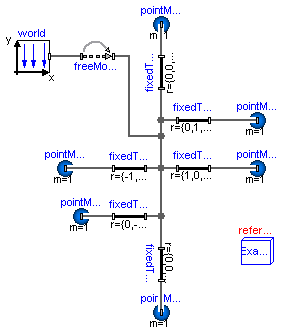 pointM...
m=1
world
y
x
freeMo...
fixedT...
r={0,0,...
fixedT...
pointM...
r={0,1,...
m=1
pointM...
fixedT...
fixedT...
pointM...
m=1
r={-1,...
r={1,0,...
m=1
pointM...
fixedT...
m=1
r={0,-...
refer...
Exa...
fixedT...
r={0,0...
m=1